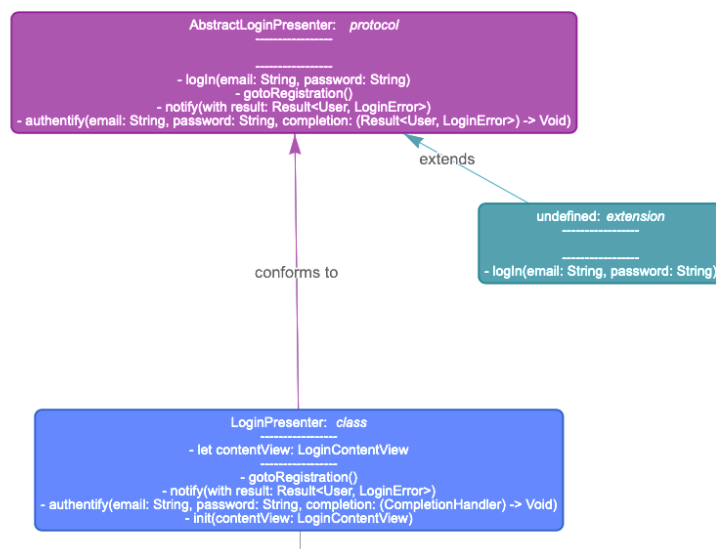 AbstractLoginPresenter: protocol
-----------------
-----------------
- logIn(email: String, password: String)
- gotoRegistration()
- notify(with result: Result<User, LoginError>)
- authentify(email: String, password: String, completion: (Result<User, LoginError>) -> Void)
extends
undefined: extension
-----------------
-----------------
- logIn(email: String, password: String)
conforms to
LoginPresenter: class
-----------------
- let contentView: LoginContentView
-----------------
- gotoRegistration()
- notify(with result: Result<User, LoginError>)
- authentify(email: String, password: String, completion: (CompletionHandler) -> Void)
- init(contentView: LoginContentView)